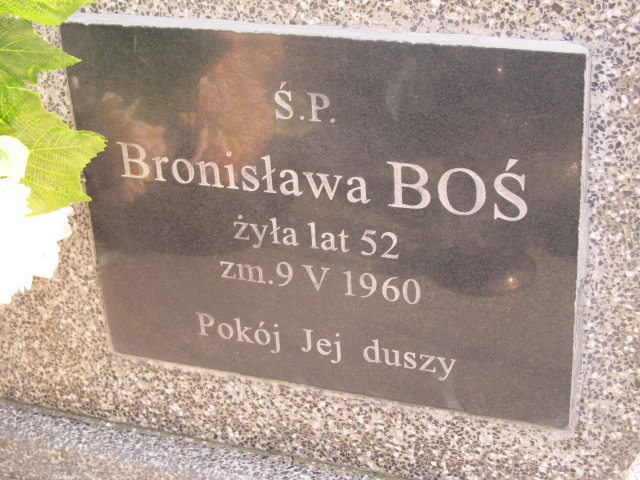 Ś.P.
Bronisława BOŚ
żyła lat 52
zm.9 V 1960
Pokój Jej duszy